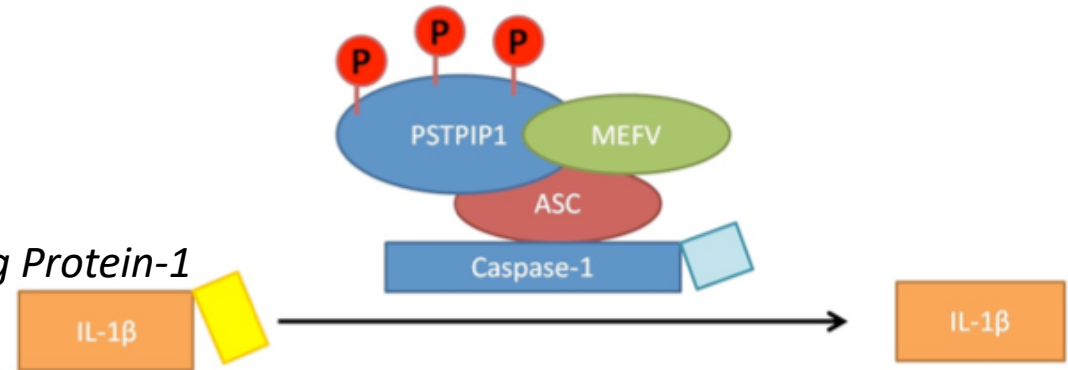 P
P
P
PSTPIP1
MEFV
ASC
Caspase-1
Protein-1
IL-1β
IL-1β